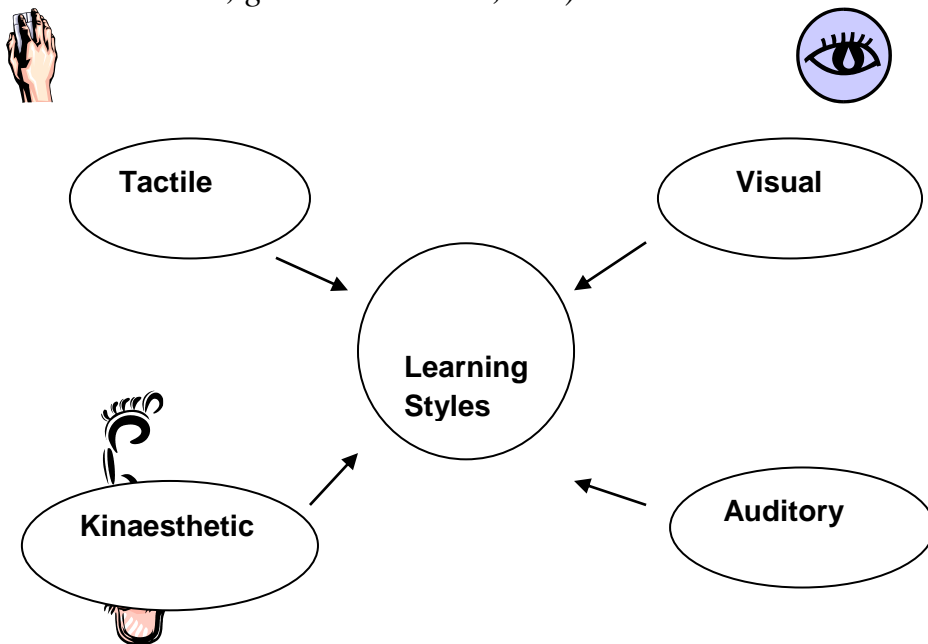 Tactile
Visual
Learning
Styles
Kinaesthetic
Auditory